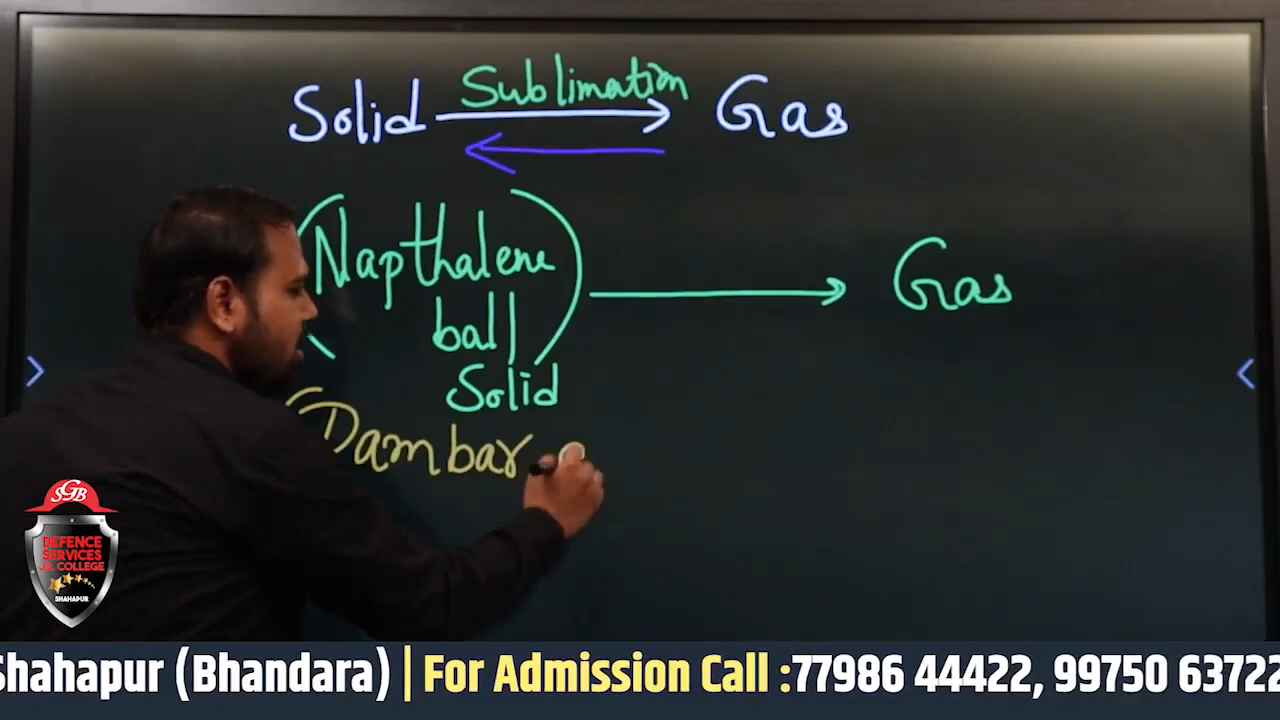 Sublimation
Solid Gas
Napthalene
ball
Solid
Gas
Dambar
SGB
DEFENCE
SERVICES
JR. COLLEGE
SHAHAPUR
Shahapur (Bhandara) | For Admission Call :77986 44422, 99750 63722